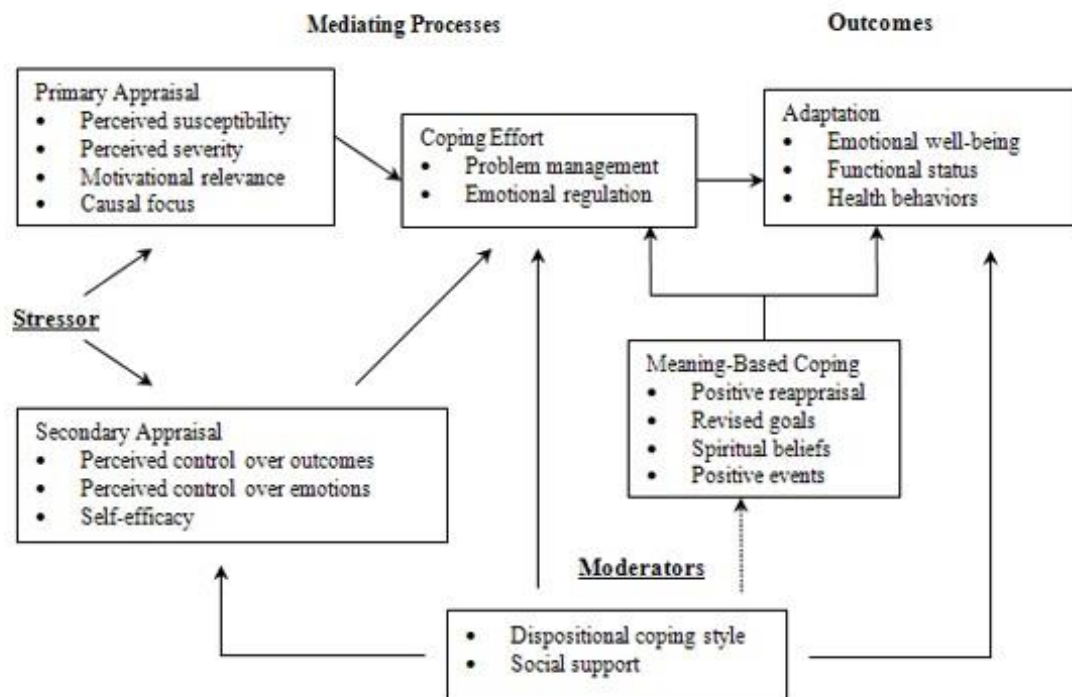 Mediating Processes
Outcomes
Primary Appraisal
• Perceived susceptibility
• Perceived severity
• Motivational relevance
• Causal focus
Coping Effort
• Problem management
• Emotional regulation
Adaptation
• Emotional well-being
• Functional status
• Health behaviors
Stressor
Meaning-Based Coping
• Positive reappraisal
• Revised goals
• Spiritual beliefs
• Positive events
Secondary Appraisal
• Perceived control over outcomes
• Perceived control over emotions
• Self-efficacy
Moderators
• Dispositional coping style
• Social support